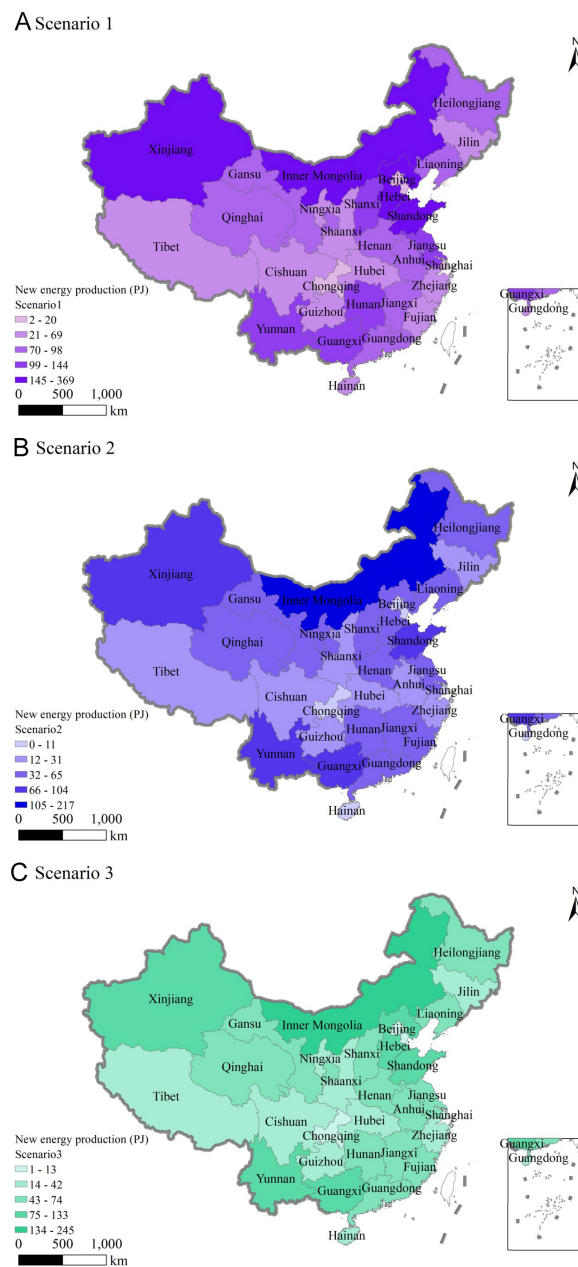 A Scenario 1
N
Heilongjiang
Jilin
Xinjiang
Liaoning
Gansu
Inner Mongolia
Beijing
Hebei
Ningxia
Shanxi
Shandong
Qinghai
Shaanxi
Henan
Jiangsu
Tibet
Anhui
Shanghai
Cishuan
Hubei
Chongqing
Zhejiang
New energy production (PJ)
Scenario1
2 - 20
21 - 69
70 - 98
99 - 144
145 - 369
Guizhou
Hunan
Jiangxi
Fujian
Yunnan
Guangxi
Guangdong
Hainan
Guangxi
Guangdong
0 500 1,000
km
B Scenario 2
N
Heilongjiang
Jilin
Xinjiang
Liaoning
Gansu
Inner Mongolia
Beijing
Hebei
Ningxia
Shanxi
Shandong
Qinghai
Shaanxi
Henan
Jiangsu
Tibet
Anhui
Shanghai
Cishuan
Hubei
Chongqing
Zhejiang
New energy production (PJ)
Scenario2
0 - 11
12 - 31
32 - 65
66 - 104
105 - 217
Guizhou
Hunan
Jiangxi
Fujian
Yunnan
Guangxi
Guangdong
Hainan
Guangxi
Guangdong
0 500 1,000
km
C Scenario 3
N
Heilongjiang
Jilin
Xinjiang
Liaoning
Gansu
Inner Mongolia
Beijing
Hebei
Ningxia
Shanxi
Shandong
Qinghai
Shaanxi
Henan
Jiangsu
Tibet
Anhui
Shanghai
Cishuan
Hubei
Chongqing
Zhejiang
New energy production (PJ)
Scenario3
1 - 13
14 - 42
43 - 74
75 - 133
134 - 245
Guizhou
Hunan
Jiangxi
Fujian
Yunnan
Guangxi
Guangdong
Hainan
Guangxi
Guangdong
0 500 1,000
km